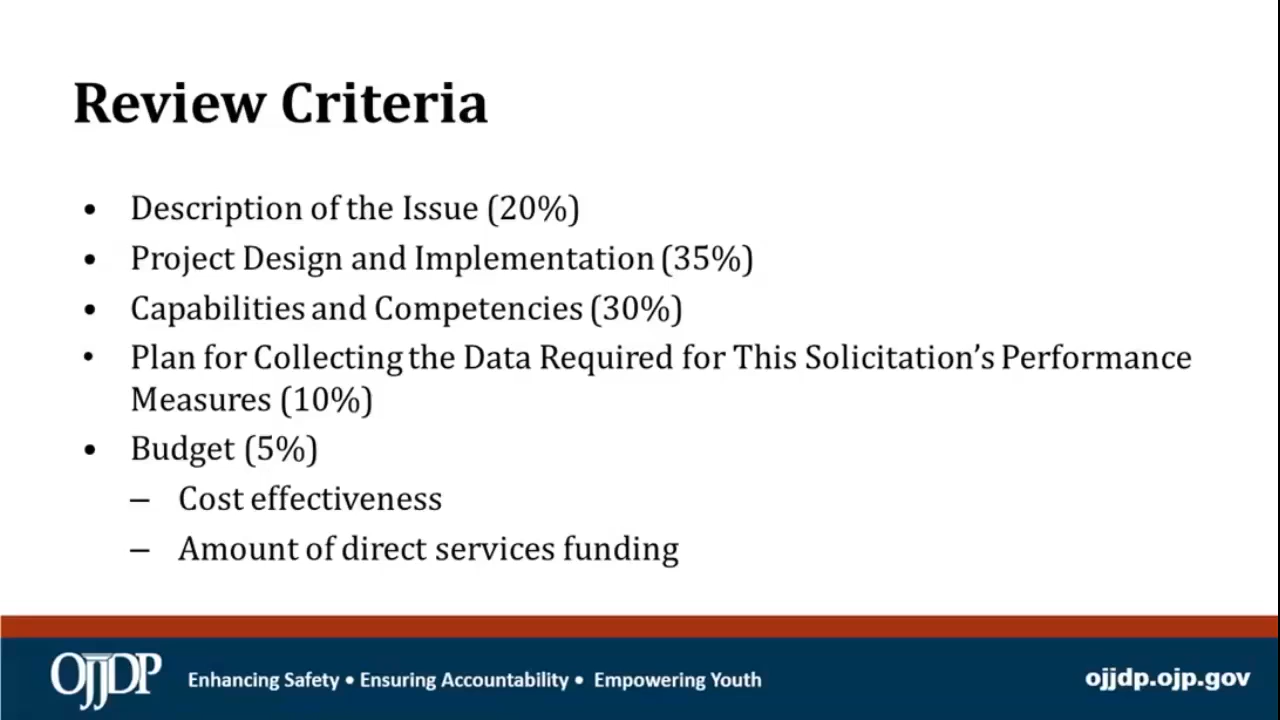 Review Criteria
• Description of the Issue (20%)
• Project Design and Implementation (35%)
• Capabilities and Competencies (30%)
• Plan for Collecting the Data Required for This Solicitation’s Performance
Measures (10%)
• Budget (5%)
– Cost effectiveness
– Amount of direct services funding
OJJDP Enhancing Safety • Ensuring Accountability • Empowering Youth ojjdp.ojp.gov